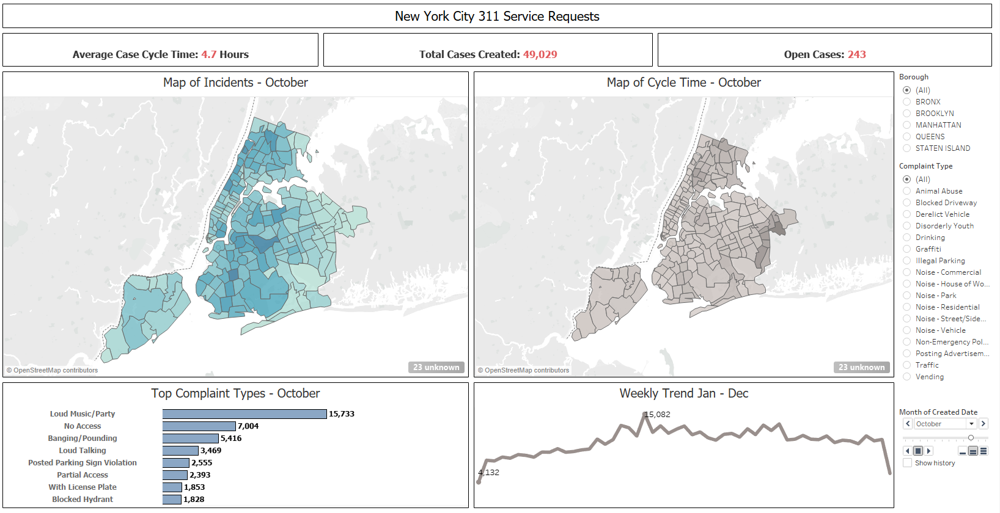 New York City 311 Service Requests
Average Case Cycle Time: 4.7 Hours
Total Cases Created: 49,029
Open Cases: 243
Map of Incidents - October
© OpenStreetMap contributors
23 unknown
Map of Cycle Time - October
© OpenStreetMap contributors
23 unknown
Borough
(All)
BRONX
BROOKLYN
MANHATTAN
QUEENS
STATEN ISLAND
Complaint Type
(All)
Animal Abuse
Blocked Driveway
Derelict Vehicle
Disorderly Youth
Drinking
Graffiti
Illegal Parking
Noise - Commercial
Noise - House of Wo...
Noise - Park
Noise - Residential
Noise - Street/Side...
Noise - Vehicle
Non-Emergency Pol...
Posting Advertisem...
Traffic
Vending
Top Complaint Types - October
Loud Music/Party 15,733
No Access 7,004
Banging/Pounding 5,416
Loud Talking 3,469
Posted Parking Sign Violation 2,555
Partial Access 2,393
With License Plate 1,853
Blocked Hydrant 1,828
Weekly Trend Jan - Dec
15,082
4,132
Month of Created Date
October
Show history